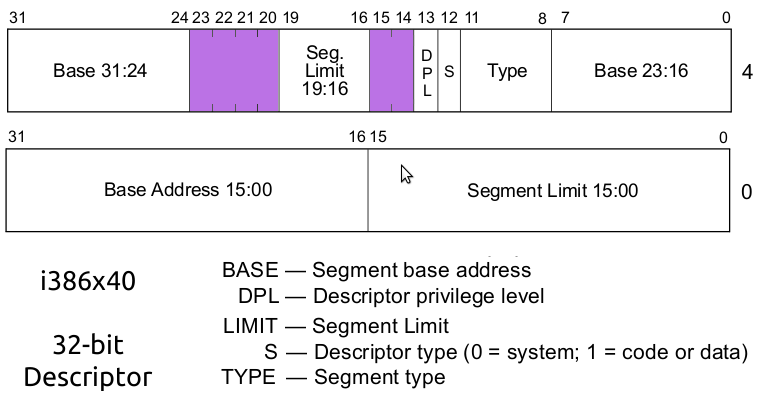 31 24 23 22 21 20 19 16 15 14 13 12 11 8 7 0
Base 31:24 Seg. Limit 19:16 D P L S Type Base 23:16 4
31 16 15 0
Base Address 15:00 Segment Limit 15:00 0
i386x40
32-bit
Descriptor
BASE — Segment base address
DPL — Descriptor privilege level
LIMIT — Segment Limit
S — Descriptor type (0 = system; 1 = code or data)
TYPE — Segment type